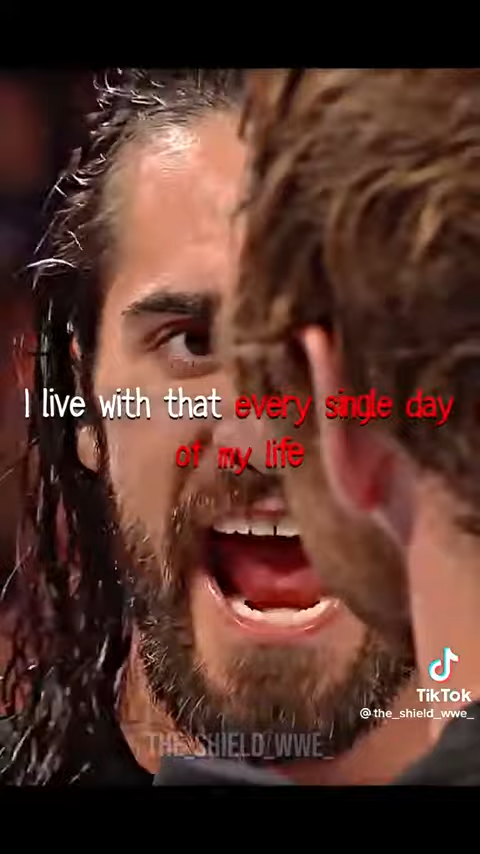 I live with that every single day
of my life
TikTok
@the_shield_wwe_
THE_SHIELD_WWE_